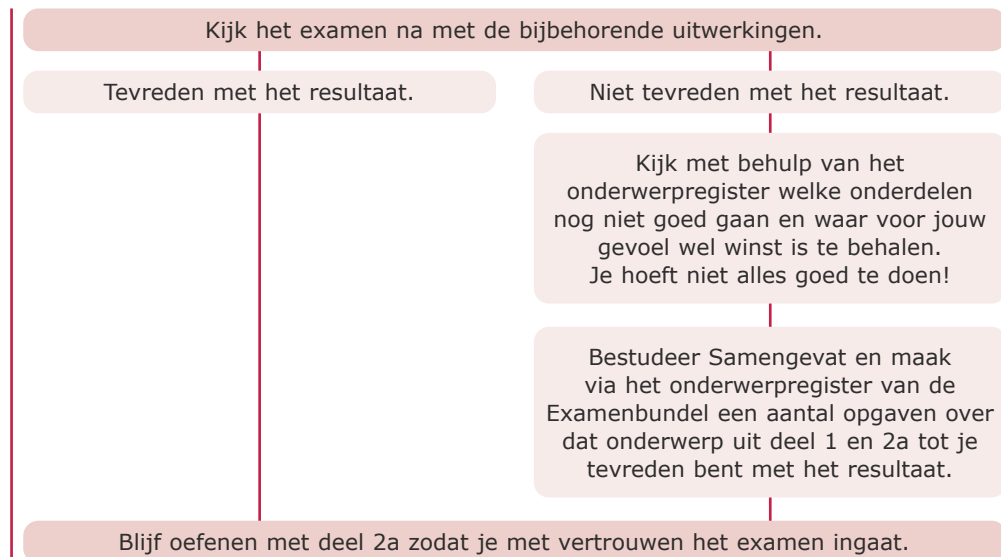 Kijk het examen na met de bijbehorende uitwerkingen.
Tevreden met het resultaat.
Niet tevreden met het resultaat.
Kijk met behulp van het
onderwerpregister welke onderdelen
nog niet goed gaan en waar voor jouw
gevoel wel winst is te behalen.
Je hoeft niet alles goed te doen!
Bestudeer Samengevat en maak
via het onderwerpregister van de
Examenbundel een aantal opgaven over
dat onderwerp uit deel 1 en 2a tot je
tevreden bent met het resultaat.
Blijf oefenen met deel 2a zodat je met vertrouwen het examen ingaat.